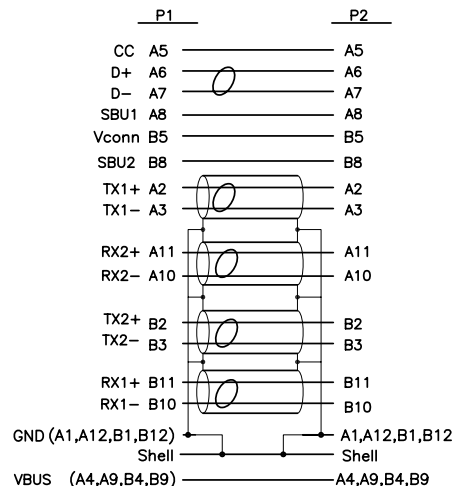 P1 P2
CC A5 A5
D+ A6 A6
D− A7 A7
SBU1 A8 A8
Vconn B5 B5
SBU2 B8 B8
TX1+ A2 A2
TX1− A3 A3
RX2+ A11 A11
RX2− A10 A10
TX2+ B2 B2
TX2− B3 B3
RX1+ B11 B11
RX1− B10 B10
GND (A1,A12,B1,B12) A1,A12,B1,B12
Shell Shell
VBUS (A4,A9,B4,B9) A4,A9,B4,B9